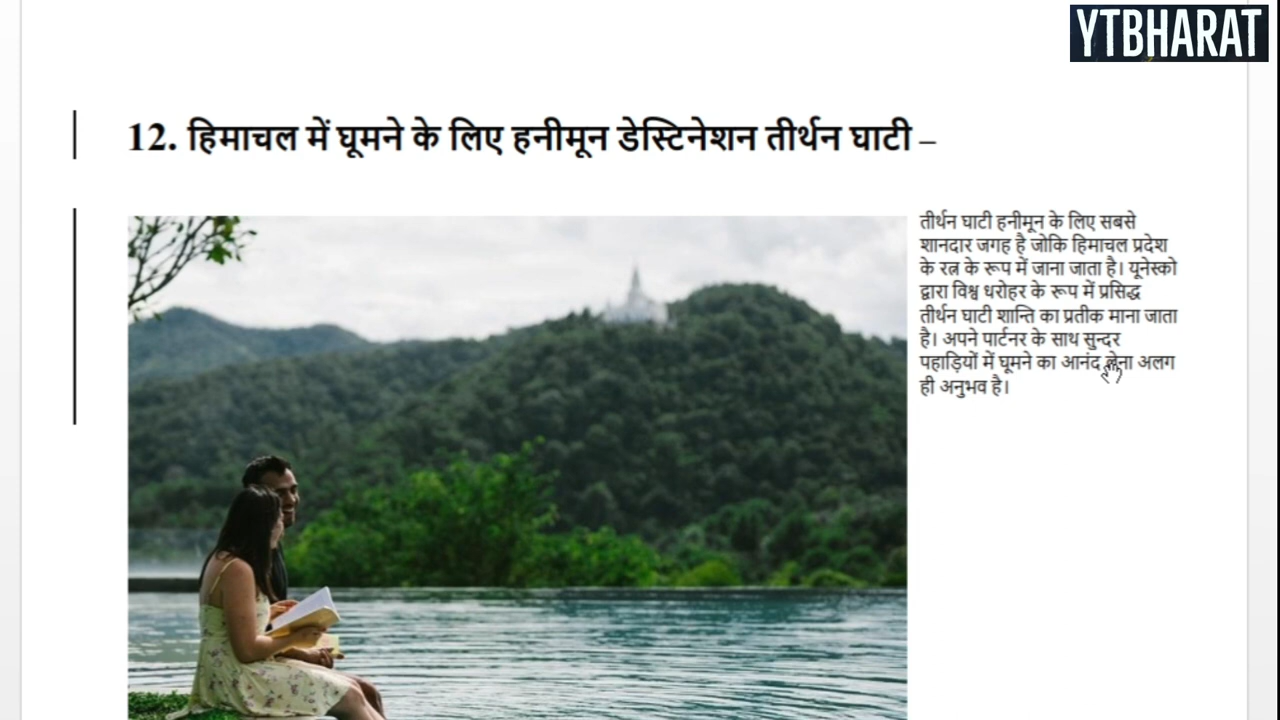 YTBHARAT
12. हिमाचल में घूमने के लिए हनीमून डेस्टिनेशन तीर्थन घाटी –
तीर्थन घाटी हनीमून के लिए सबसे
शानदार जगह है जोकि हिमाचल प्रदेश
के रत्न के रूप में जाना जाता है। यूनेस्को
द्वारा विश्व धरोहर के रूप में प्रसिद्ध
तीर्थन घाटी शान्ति का प्रतीक माना जाता
है। अपने पार्टनर के साथ सुन्दर
पहाड़ियों में घूमने का आनंद लेना अलग
ही अनुभव है।